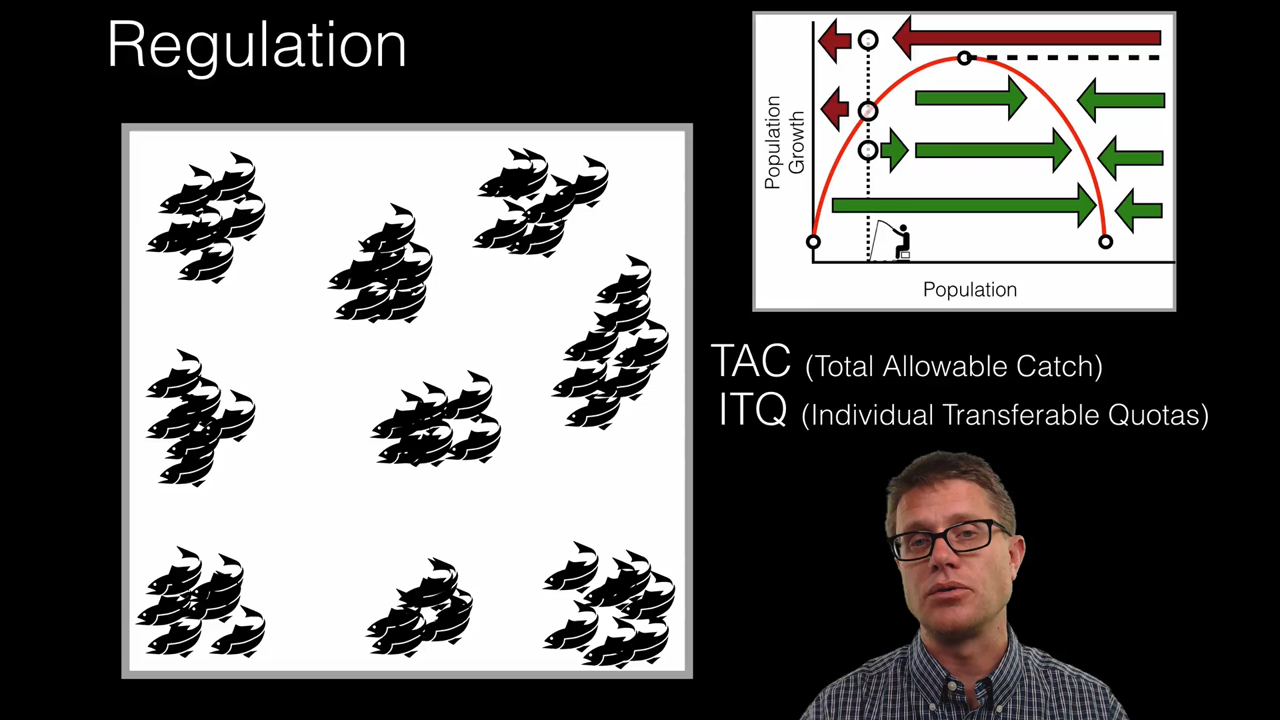 Regulation
Population
Growth
Population
TAC (Total Allowable Catch)
ITQ (Individual Transferable Quotas)